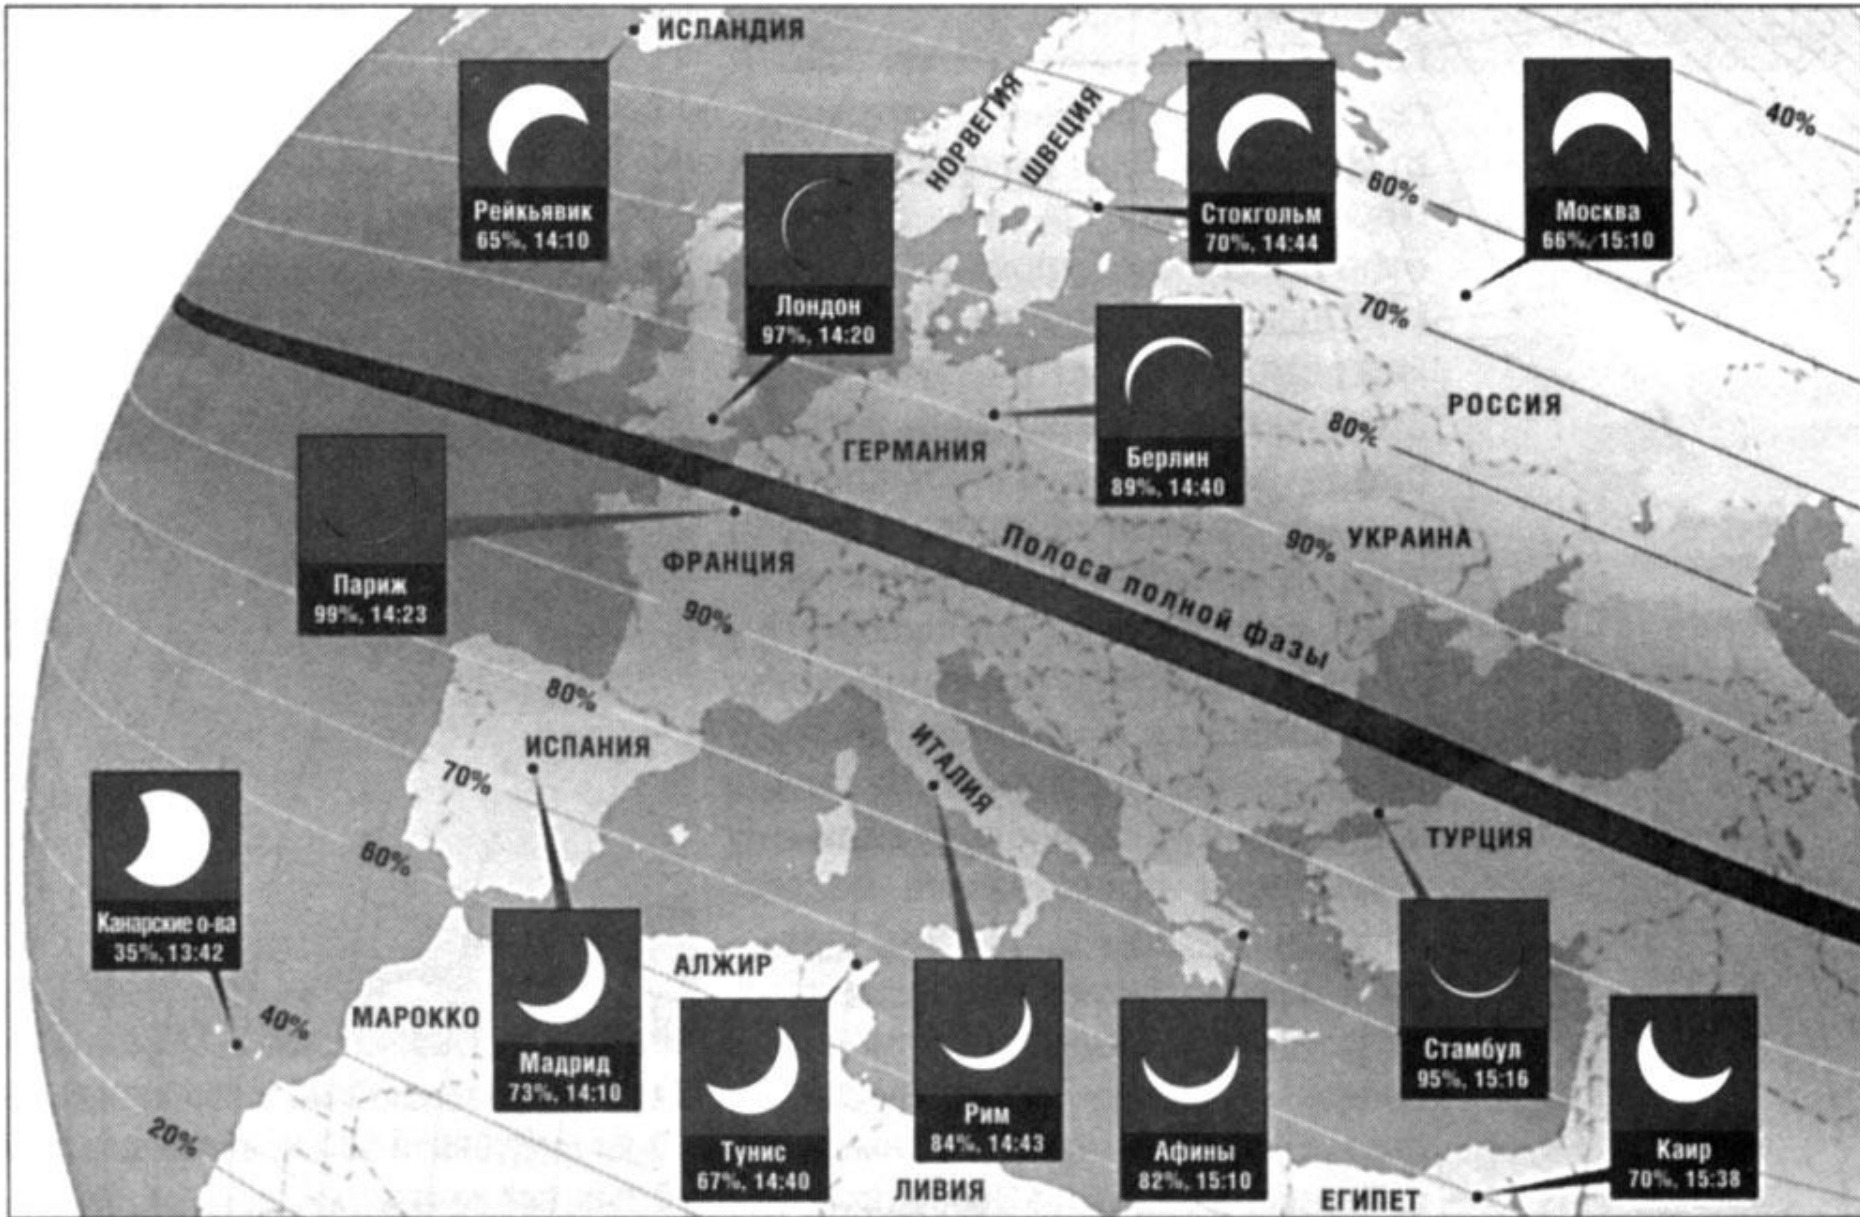 ИСЛАНДИЯ
НОРВЕГИЯ
ШВЕЦИЯ
40%
Рейкьявик
65%, 14:10
Стокгольм
70%, 14:44
Москва
66%, 15:10
60%
Лондон
97%, 14:20
70%
РОССИЯ
80%
ГЕРМАНИЯ
Берлин
89%, 14:40
Полоса полной фазы
90%
УКРАИНА
Париж
99%, 14:23
ФРАНЦИЯ
90%
80%
ИСПАНИЯ
70%
ИТАЛИЯ
60%
ТУРЦИЯ
Канарские о-ва
35%, 13:42
АЛЖИР
МАРОККО
40%
Мадрид
73%, 14:10
Стамбул
95%, 15:16
20%
Тунис
67%, 14:40
Рим
84%, 14:43
Афины
82%, 15:10
Каир
70%, 15:38
ЛИВИЯ
ЕГИПЕТ